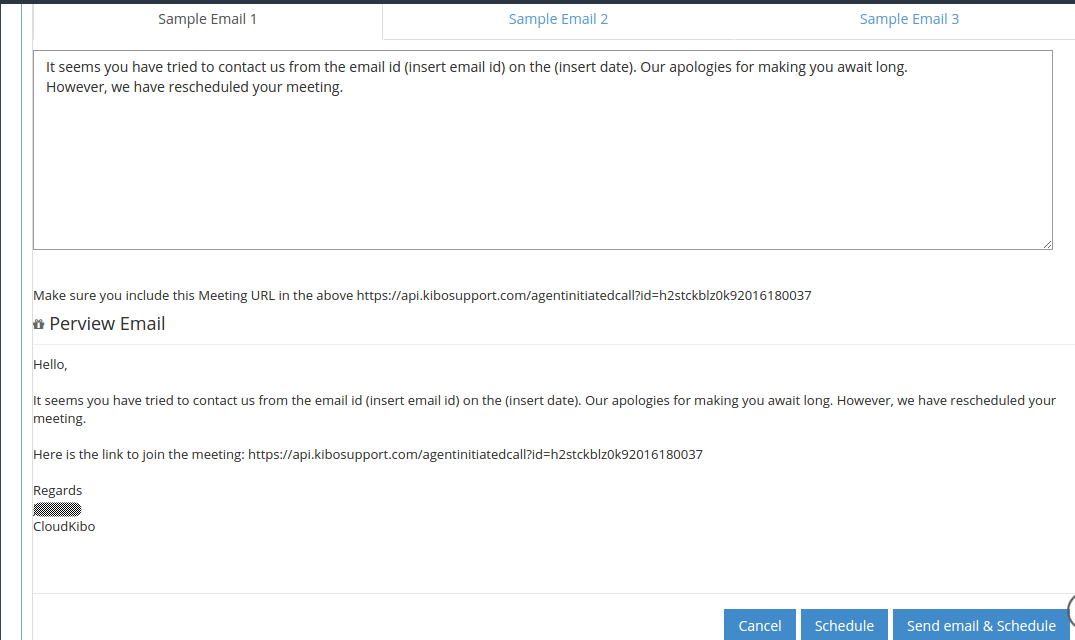 Sample Email 1
Sample Email 2
Sample Email 3
It seems you have tried to contact us from the email id (insert email id) on the (insert date). Our apologies for making you await long.
However, we have rescheduled your meeting.
Make sure you include this Meeting URL in the above https://api.kibosupport.com/agentinitiatedcall?id=h2stckblz0k92016180037
Perview Email
Hello,
It seems you have tried to contact us from the email id (insert email id) on the (insert date). Our apologies for making you await long. However, we have rescheduled your
meeting.
Here is the link to join the meeting: https://api.kibosupport.com/agentinitiatedcall?id=h2stckblz0k92016180037
Regards
CloudKibo
Cancel
Schedule
Send email & Schedule